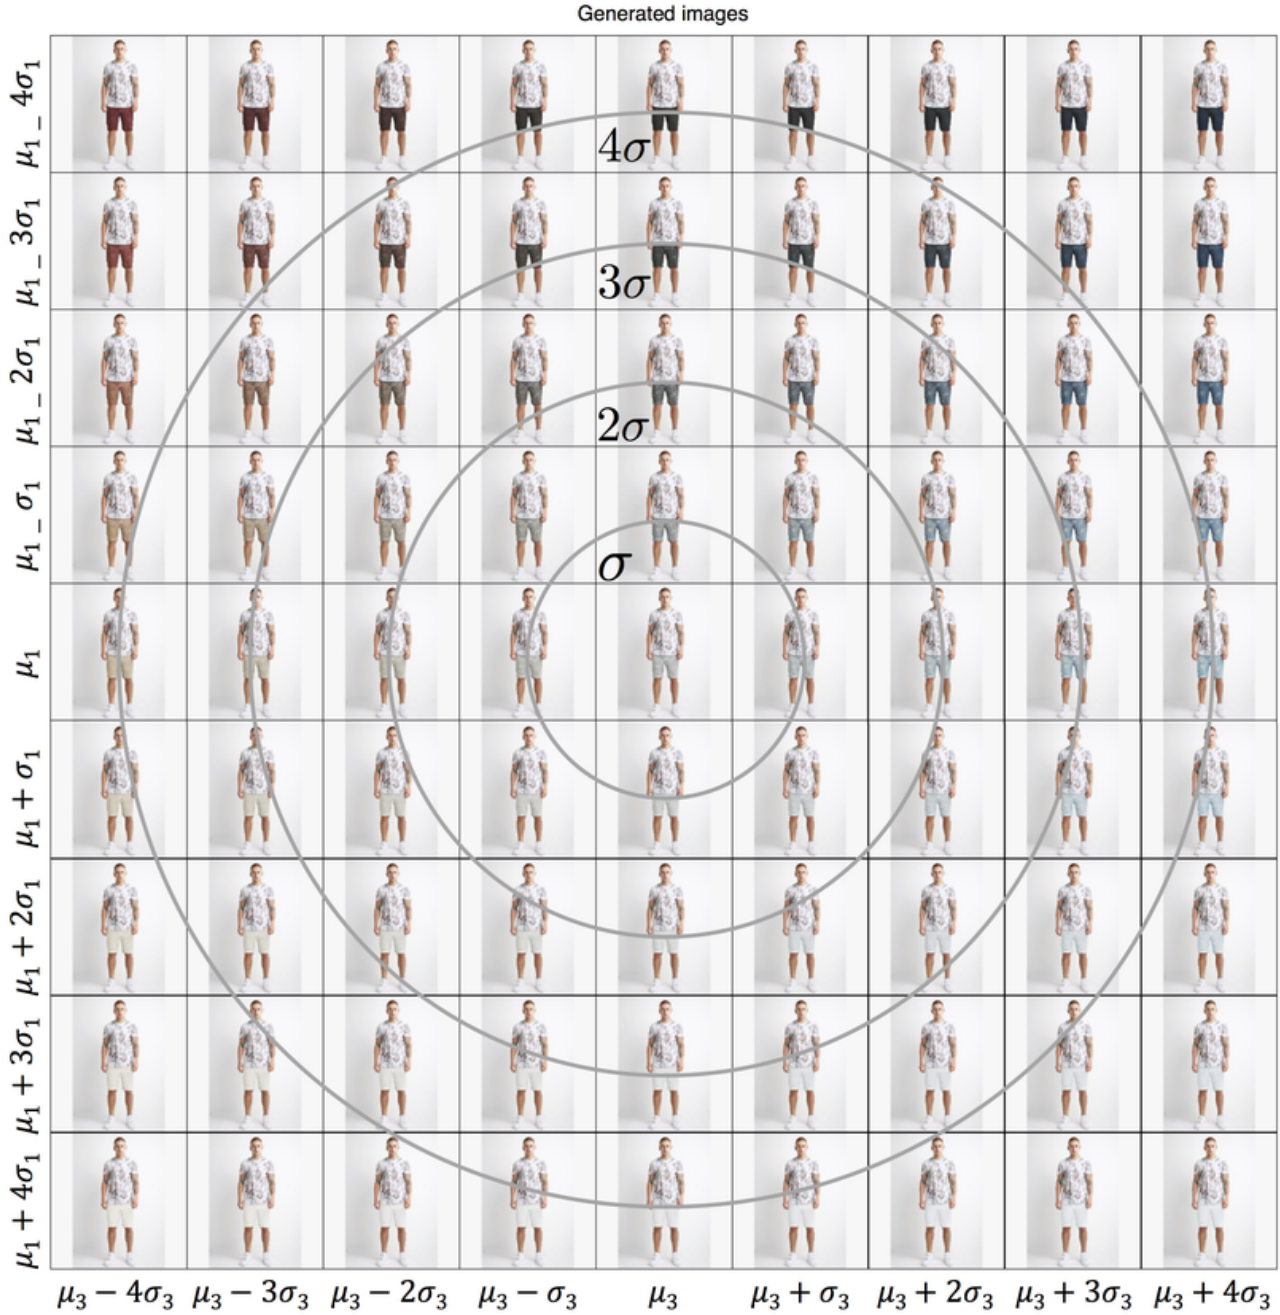 Generated images
μ₁ _ 4σ₁
4σ
μ₁ _ 3σ₁
3σ
μ₁ _ 2σ₁
2σ
μ₁ _ σ₁
σ
μ₁
μ₁ + σ₁
μ₁ + 2σ₁
μ₁ + 3σ₁
μ₁ + 4σ₁
μ₃ − 4σ₃ μ₃ − 3σ₃ μ₃ − 2σ₃ μ₃ − σ₃ μ₃ μ₃ + σ₃ μ₃ + 2σ₃ μ₃ + 3σ₃ μ₃ + 4σ₃